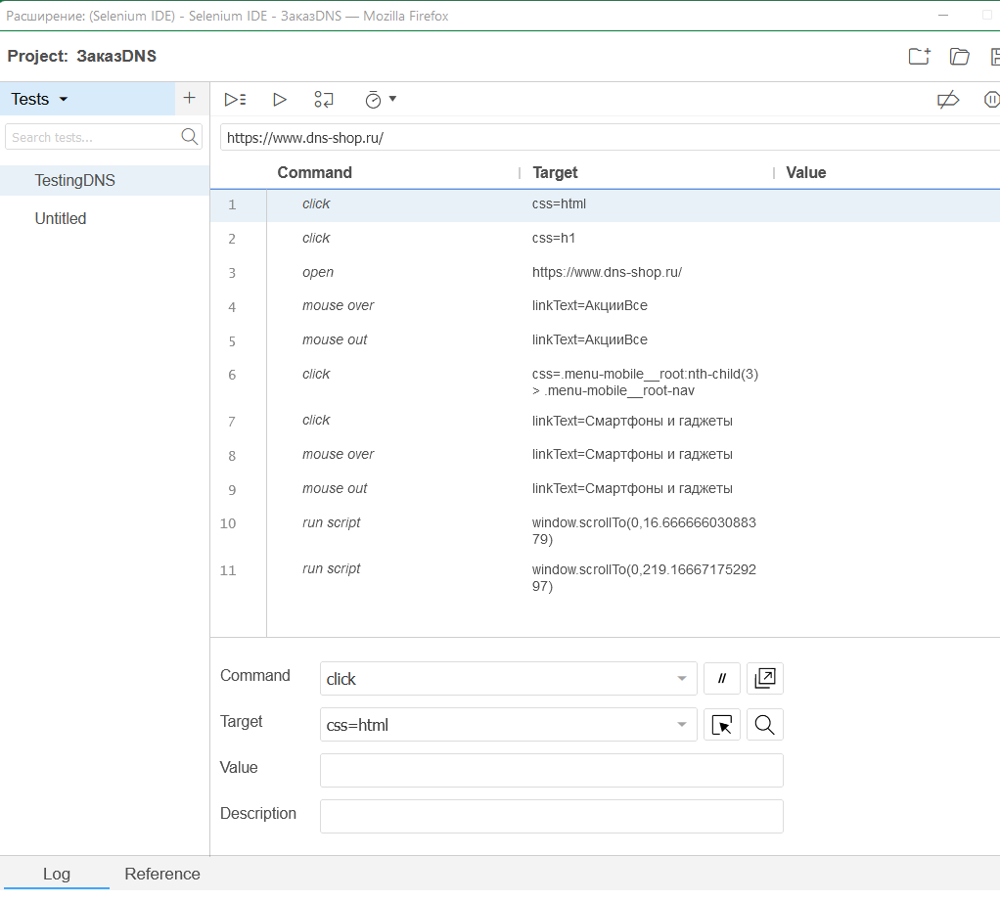 Расширение: (Selenium IDE) - Selenium IDE - ЗаказDNS — Mozilla Firefox
Project: ЗаказDNS
Tests
Search tests...
TestingDNS
Untitled
https://www.dns-shop.ru/
Command Target Value
1 click css=html
2 click css=h1
3 open https://www.dns-shop.ru/
4 mouse over linkText=АкцииВсе
5 mouse out linkText=АкцииВсе
6 click css=.menu-mobile__root:nth-child(3)
> .menu-mobile__root-nav
7 click linkText=Смартфоны и гаджеты
8 mouse over linkText=Смартфоны и гаджеты
9 mouse out linkText=Смартфоны и гаджеты
10 run script window.scrollTo(0,16.666666030883
79)
11 run script window.scrollTo(0,219.16667175292
97)
Command click //
Target css=html
Value
Description
Log Reference